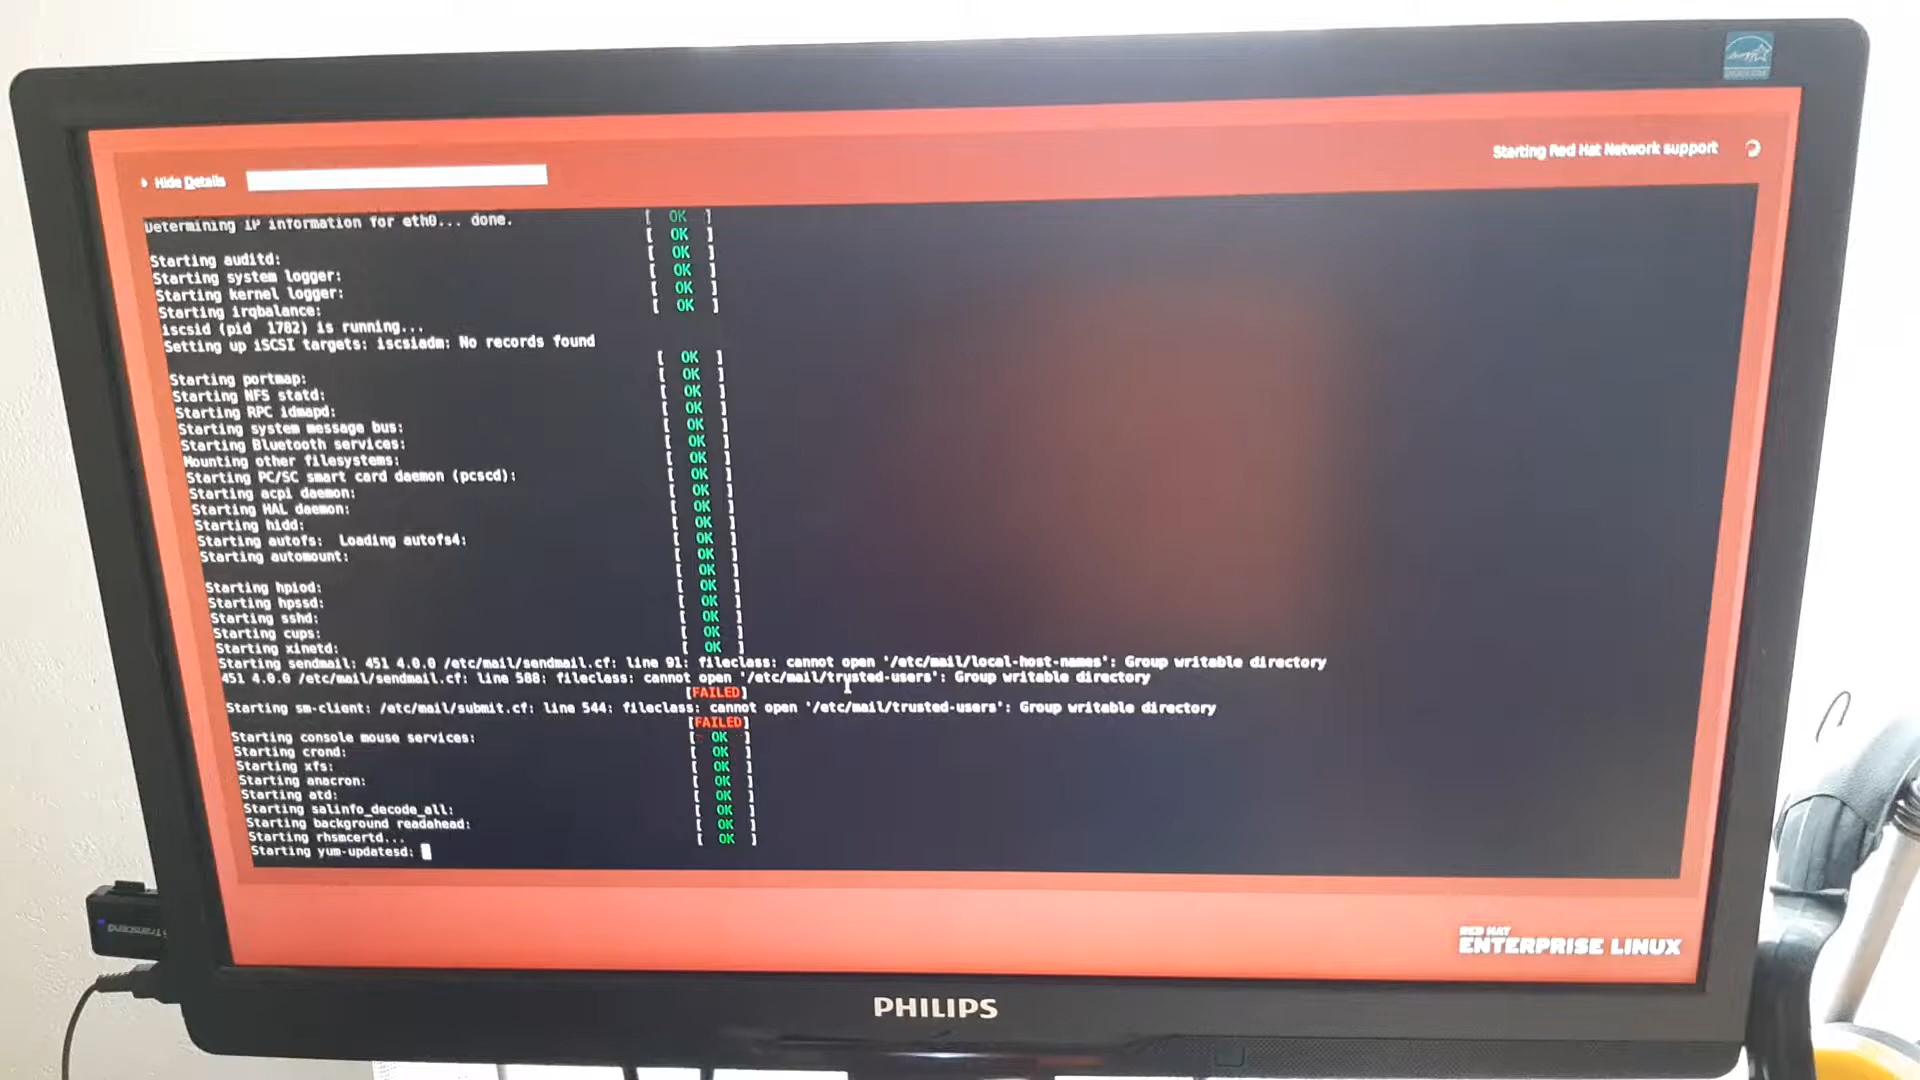 Starting Red Hat Network support
Hide Details
Determining IP information for eth0... done.
[ OK ]
[ OK ]
Starting auditd: [ OK ]
Starting system logger: [ OK ]
Starting kernel logger: [ OK ]
Starting irqbalance: [ OK ]
iscsid (pid 1782) is running...
Setting up iSCSI targets: iscsiadm: No records found
[ OK ]
Starting portmap: [ OK ]
Starting NFS statd: [ OK ]
Starting RPC idmapd: [ OK ]
Starting system message bus: [ OK ]
Starting Bluetooth services: [ OK ]
Mounting other filesystems: [ OK ]
Starting PC/SC smart card daemon (pcscd): [ OK ]
Starting acpi daemon: [ OK ]
Starting HAL daemon: [ OK ]
Starting hidd: [ OK ]
Starting autofs: Loading autofs4: [ OK ]
Starting automount: [ OK ]
[ OK ]
Starting hpiod: [ OK ]
Starting hpssd: [ OK ]
Starting sshd: [ OK ]
Starting cups: [ OK ]
Starting xinetd: [ OK ]
Starting sendmail: 451 4.0.0 /etc/mail/sendmail.cf: line 91: fileclass: cannot open '/etc/mail/local-host-names': Group writable directory
451 4.0.0 /etc/mail/sendmail.cf: line 588: fileclass: cannot open '/etc/mail/trusted-users': Group writable directory
[FAILED]
Starting sm-client: /etc/mail/submit.cf: line 544: fileclass: cannot open '/etc/mail/trusted-users': Group writable directory
[FAILED]
Starting console mouse services: [ OK ]
Starting crond: [ OK ]
Starting xfs: [ OK ]
Starting anacron: [ OK ]
Starting atd: [ OK ]
Starting salinfo_decode_all: [ OK ]
Starting background readahead: [ OK ]
Starting rhsmcertd... [ OK ]
Starting yum-updatesd:
RED HAT
ENTERPRISE LINUX
Transcend
PHILIPS